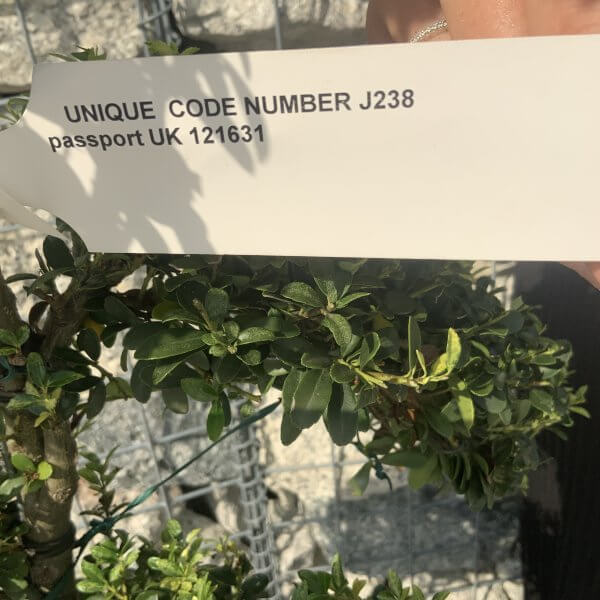 UNIQUE CODE NUMBER J238
passport UK 121631